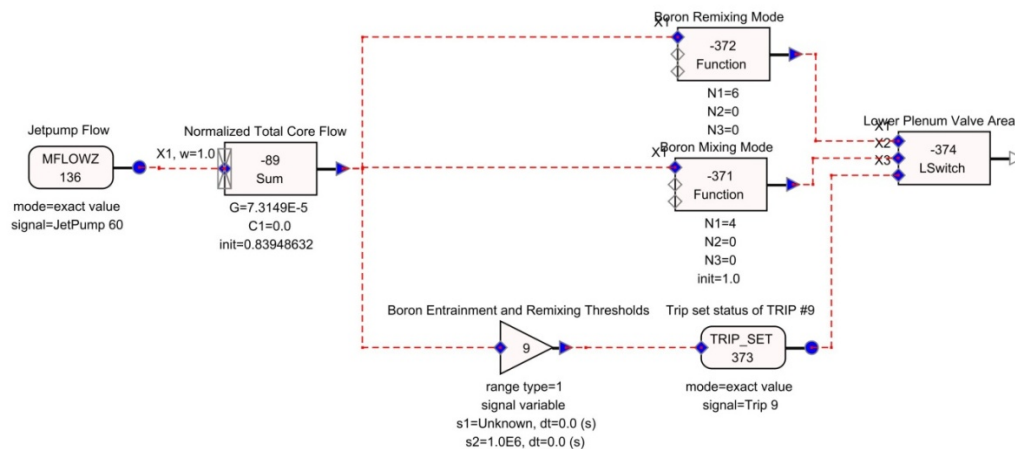 Boron Remixing Mode
X1
-372
Function
N1=6
N2=0
N3=0
Jetpump Flow
MFLOWZ
136
mode=exact value
signal=JetPump 60
X1, w=1.0
Normalized Total Core Flow
-89
Sum
G=7.3149E-5
C1=0.0
init=0.83948632
Boron Mixing Mode
X1
-371
Function
N1=4
N2=0
N3=0
init=1.0
Lower Plenum Valve Area
X1
X2
X3
-374
LSwitch
Boron Entrainment and Remixing Thresholds
9
range type=1
signal variable
s1=Unknown, dt=0.0 (s)
s2=1.0E6, dt=0.0 (s)
Trip set status of TRIP #9
TRIP_SET
373
mode=exact value
signal=Trip 9